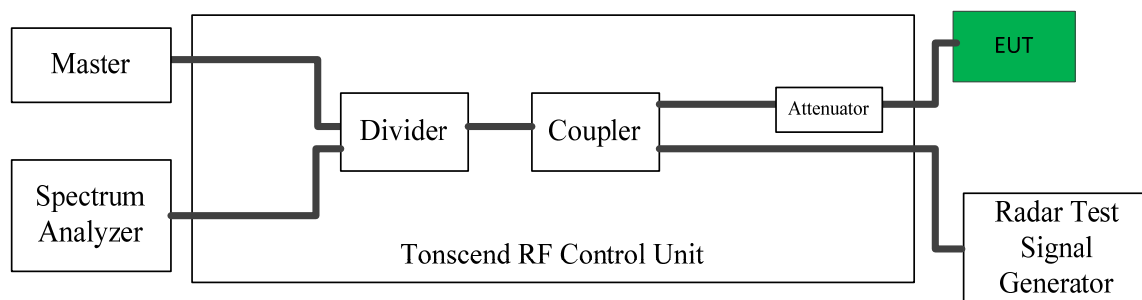 Master
Spectrum
Analyzer
Divider
Coupler
Attenuator
EUT
Radar Test
Signal
Generator
Tonscend RF Control Unit